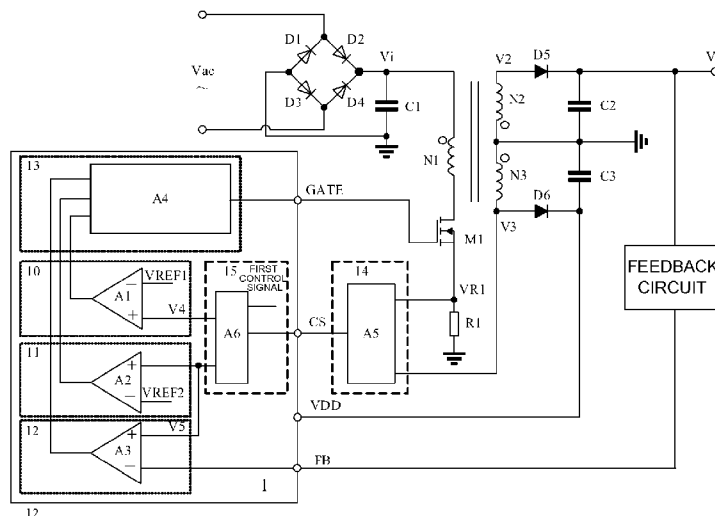 D1
D2
Vi
V2
D5
V
Vac
~
D3
D4
C1
N2
C2
N1
N3
C3
13
A4
GATE
D6
M1
V3
10
VREF1
15
FIRST
CONTROL
SIGNAL
14
VR1
FEEDBACK
CIRCUIT
A1
V4
A6
CS
A5
R1
11
A2
VREF2
VDD
12
V5
A3
FB
1
12